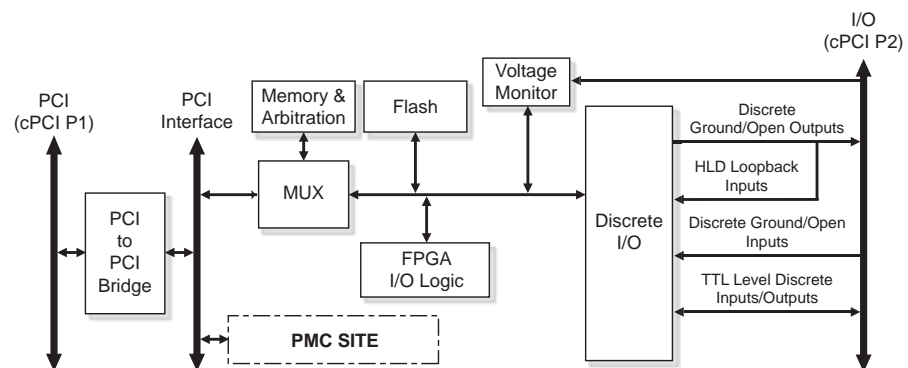 I/O
(cPCI P2)
PCI
(cPCI P1)
PCI
Interface
Memory &
Arbitration
Flash
Voltage
Monitor
Discrete
Ground/Open Outputs
HLD Loopback
Inputs
MUX
PCI
to
PCI
Bridge
Discrete
I/O
Discrete Ground/Open
Inputs
FPGA
I/O Logic
TTL Level Discrete
Inputs/Outputs
PMC SITE